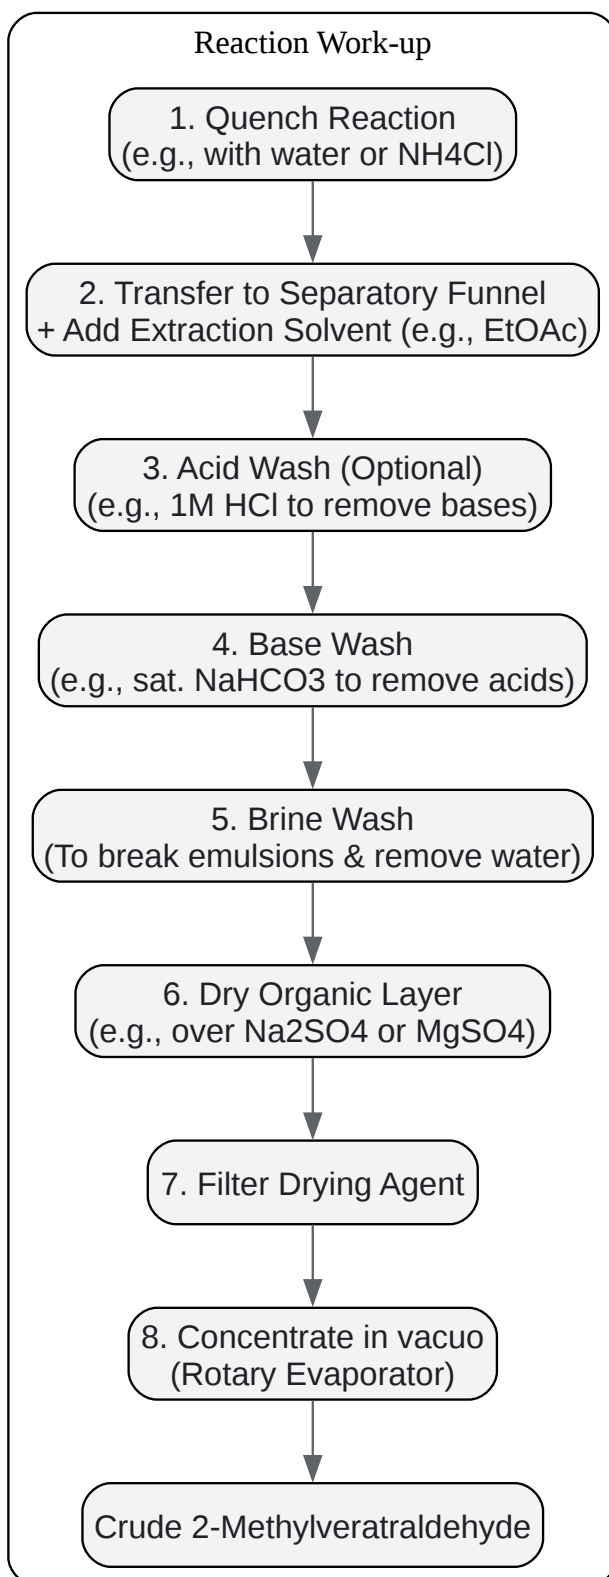 Reaction Work-up
1. Quench Reaction
(e.g., with water or NH4Cl)
2. Transfer to Separatory Funnel
+ Add Extraction Solvent (e.g., EtOAc)
3. Acid Wash (Optional)
(e.g., 1M HCl to remove bases)
4. Base Wash
(e.g., sat. NaHCO3 to remove acids)
5. Brine Wash
(To break emulsions & remove water)
6. Dry Organic Layer
(e.g., over Na2SO4 or MgSO4)
7. Filter Drying Agent
8. Concentrate in vacuo
(Rotary Evaporator)
Crude 2-Methylveratraldehyde